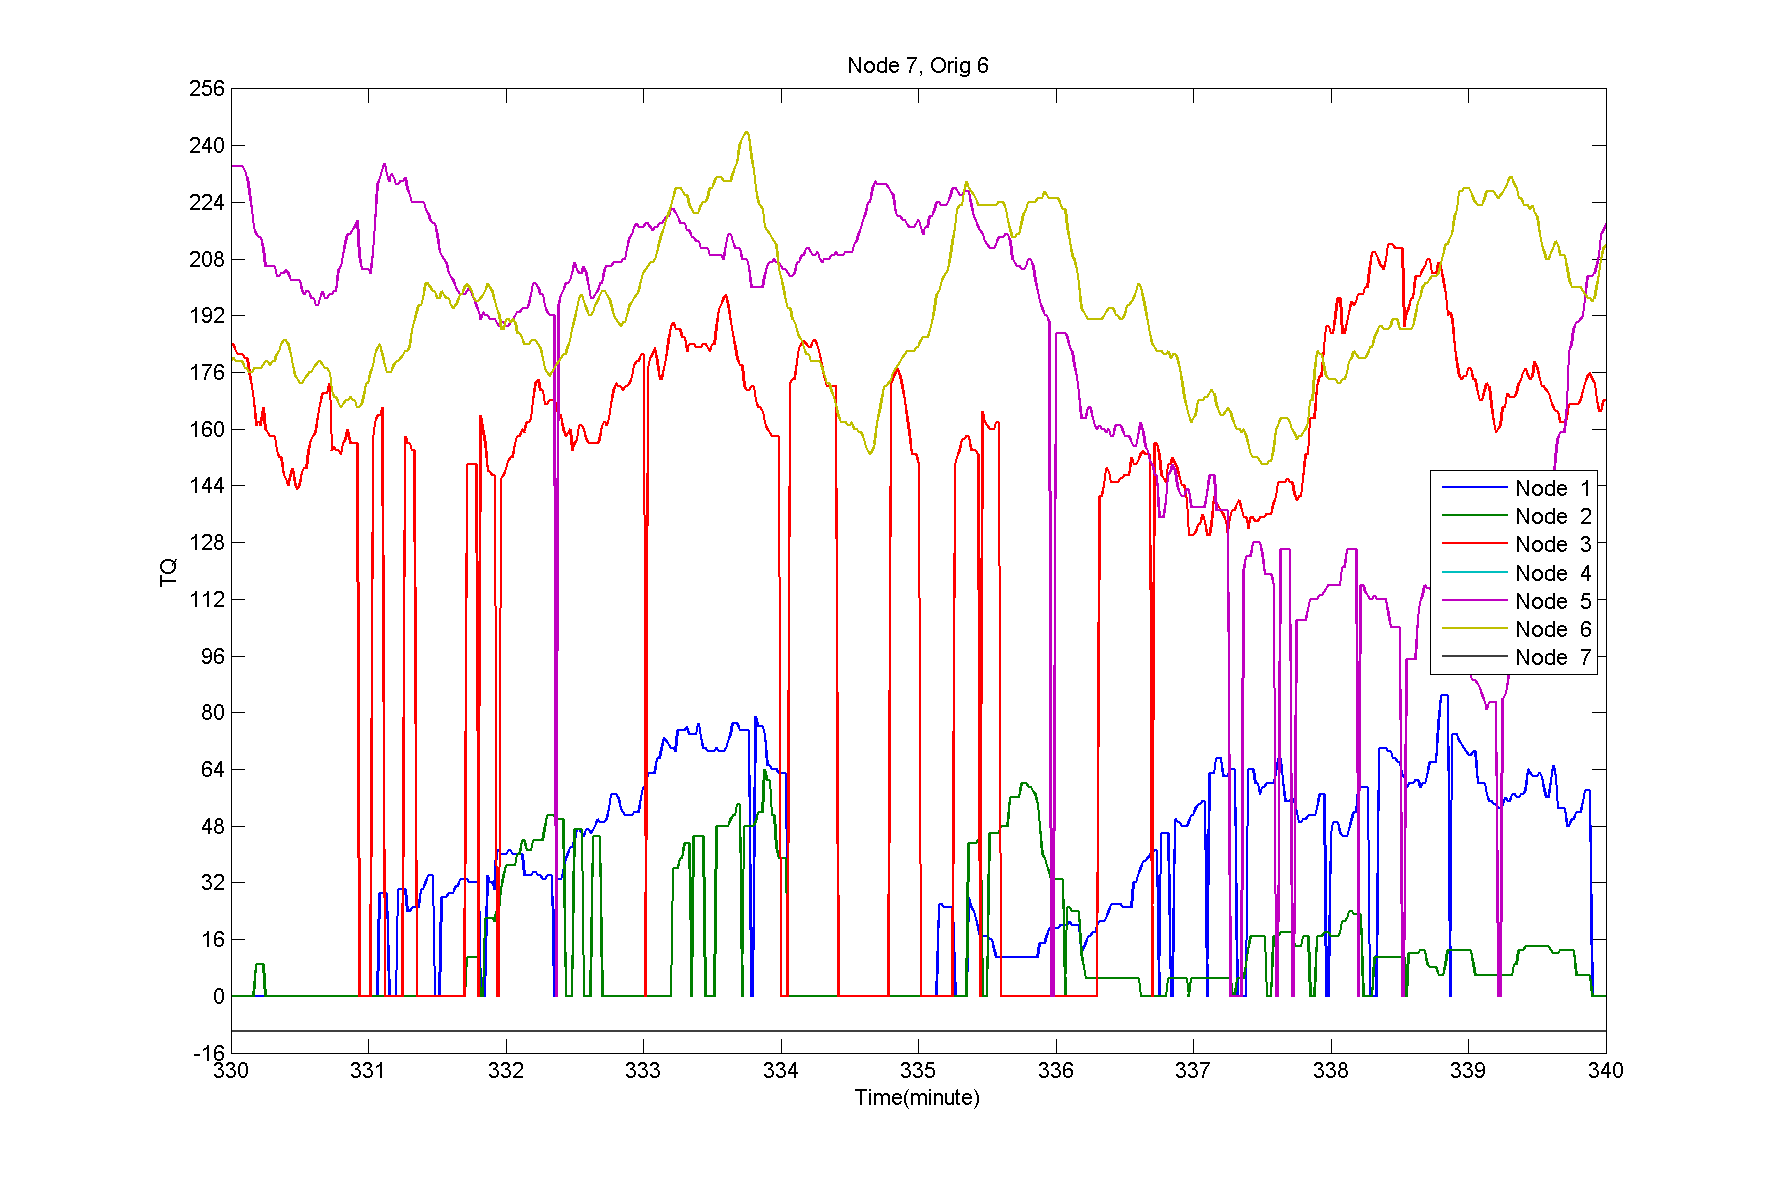 Node 7, Orig 6
256
240
224
208
192
176
160
144
128
112
96
80
64
48
32
16
0
-16
TQ
330 331 332 333 334 335 336 337 338 339 340
Time(minute)
Node 1
Node 2
Node 3
Node 4
Node 5
Node 6
Node 7